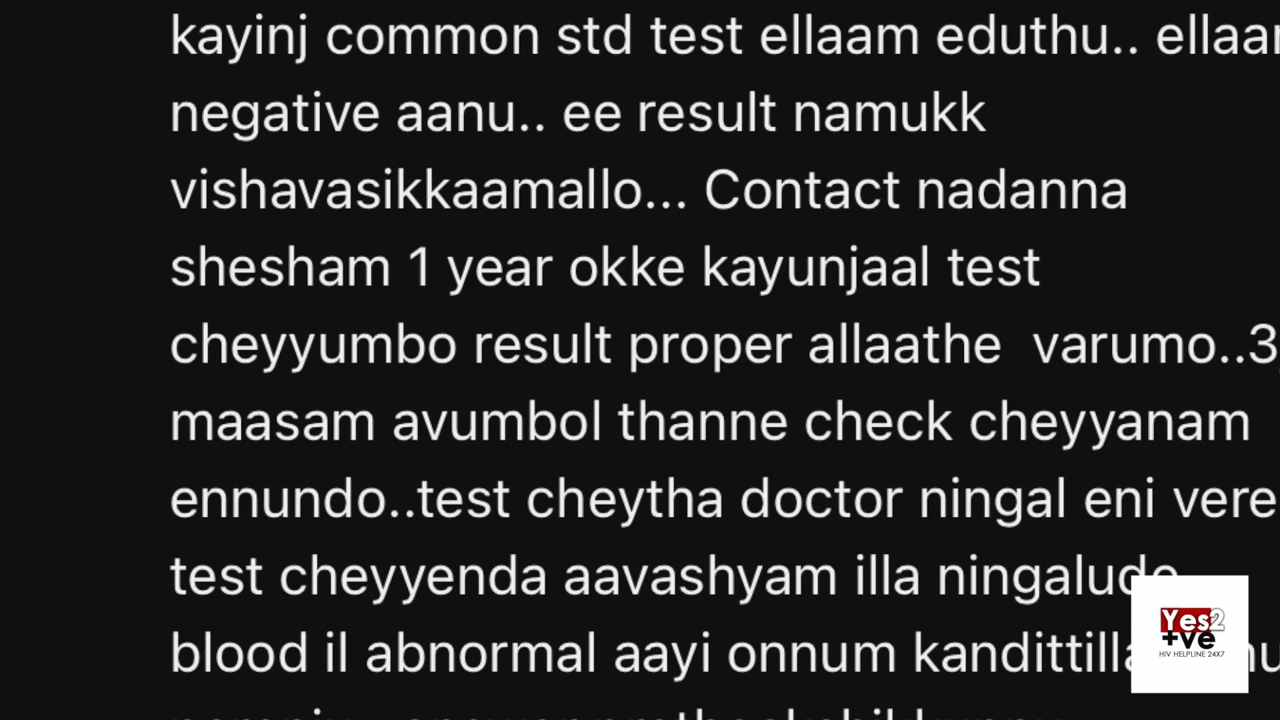 kayinj common std test ellaam eduthu..
negative aanu.. ee result namukk
vishavasikkaamallo... Contact nadanna
shesham 1 year okke kayunjaal test
cheyyumbo result proper allaathe varumo..3
maasam avumbol thanne check cheyyanam
ennundo..test cheytha doctor ningal eni vere
test cheyyenda aavashyam illa ningalude
blood il abnormal aayi onnum
Yes2
+ve
HIV HELPLINE 24X7